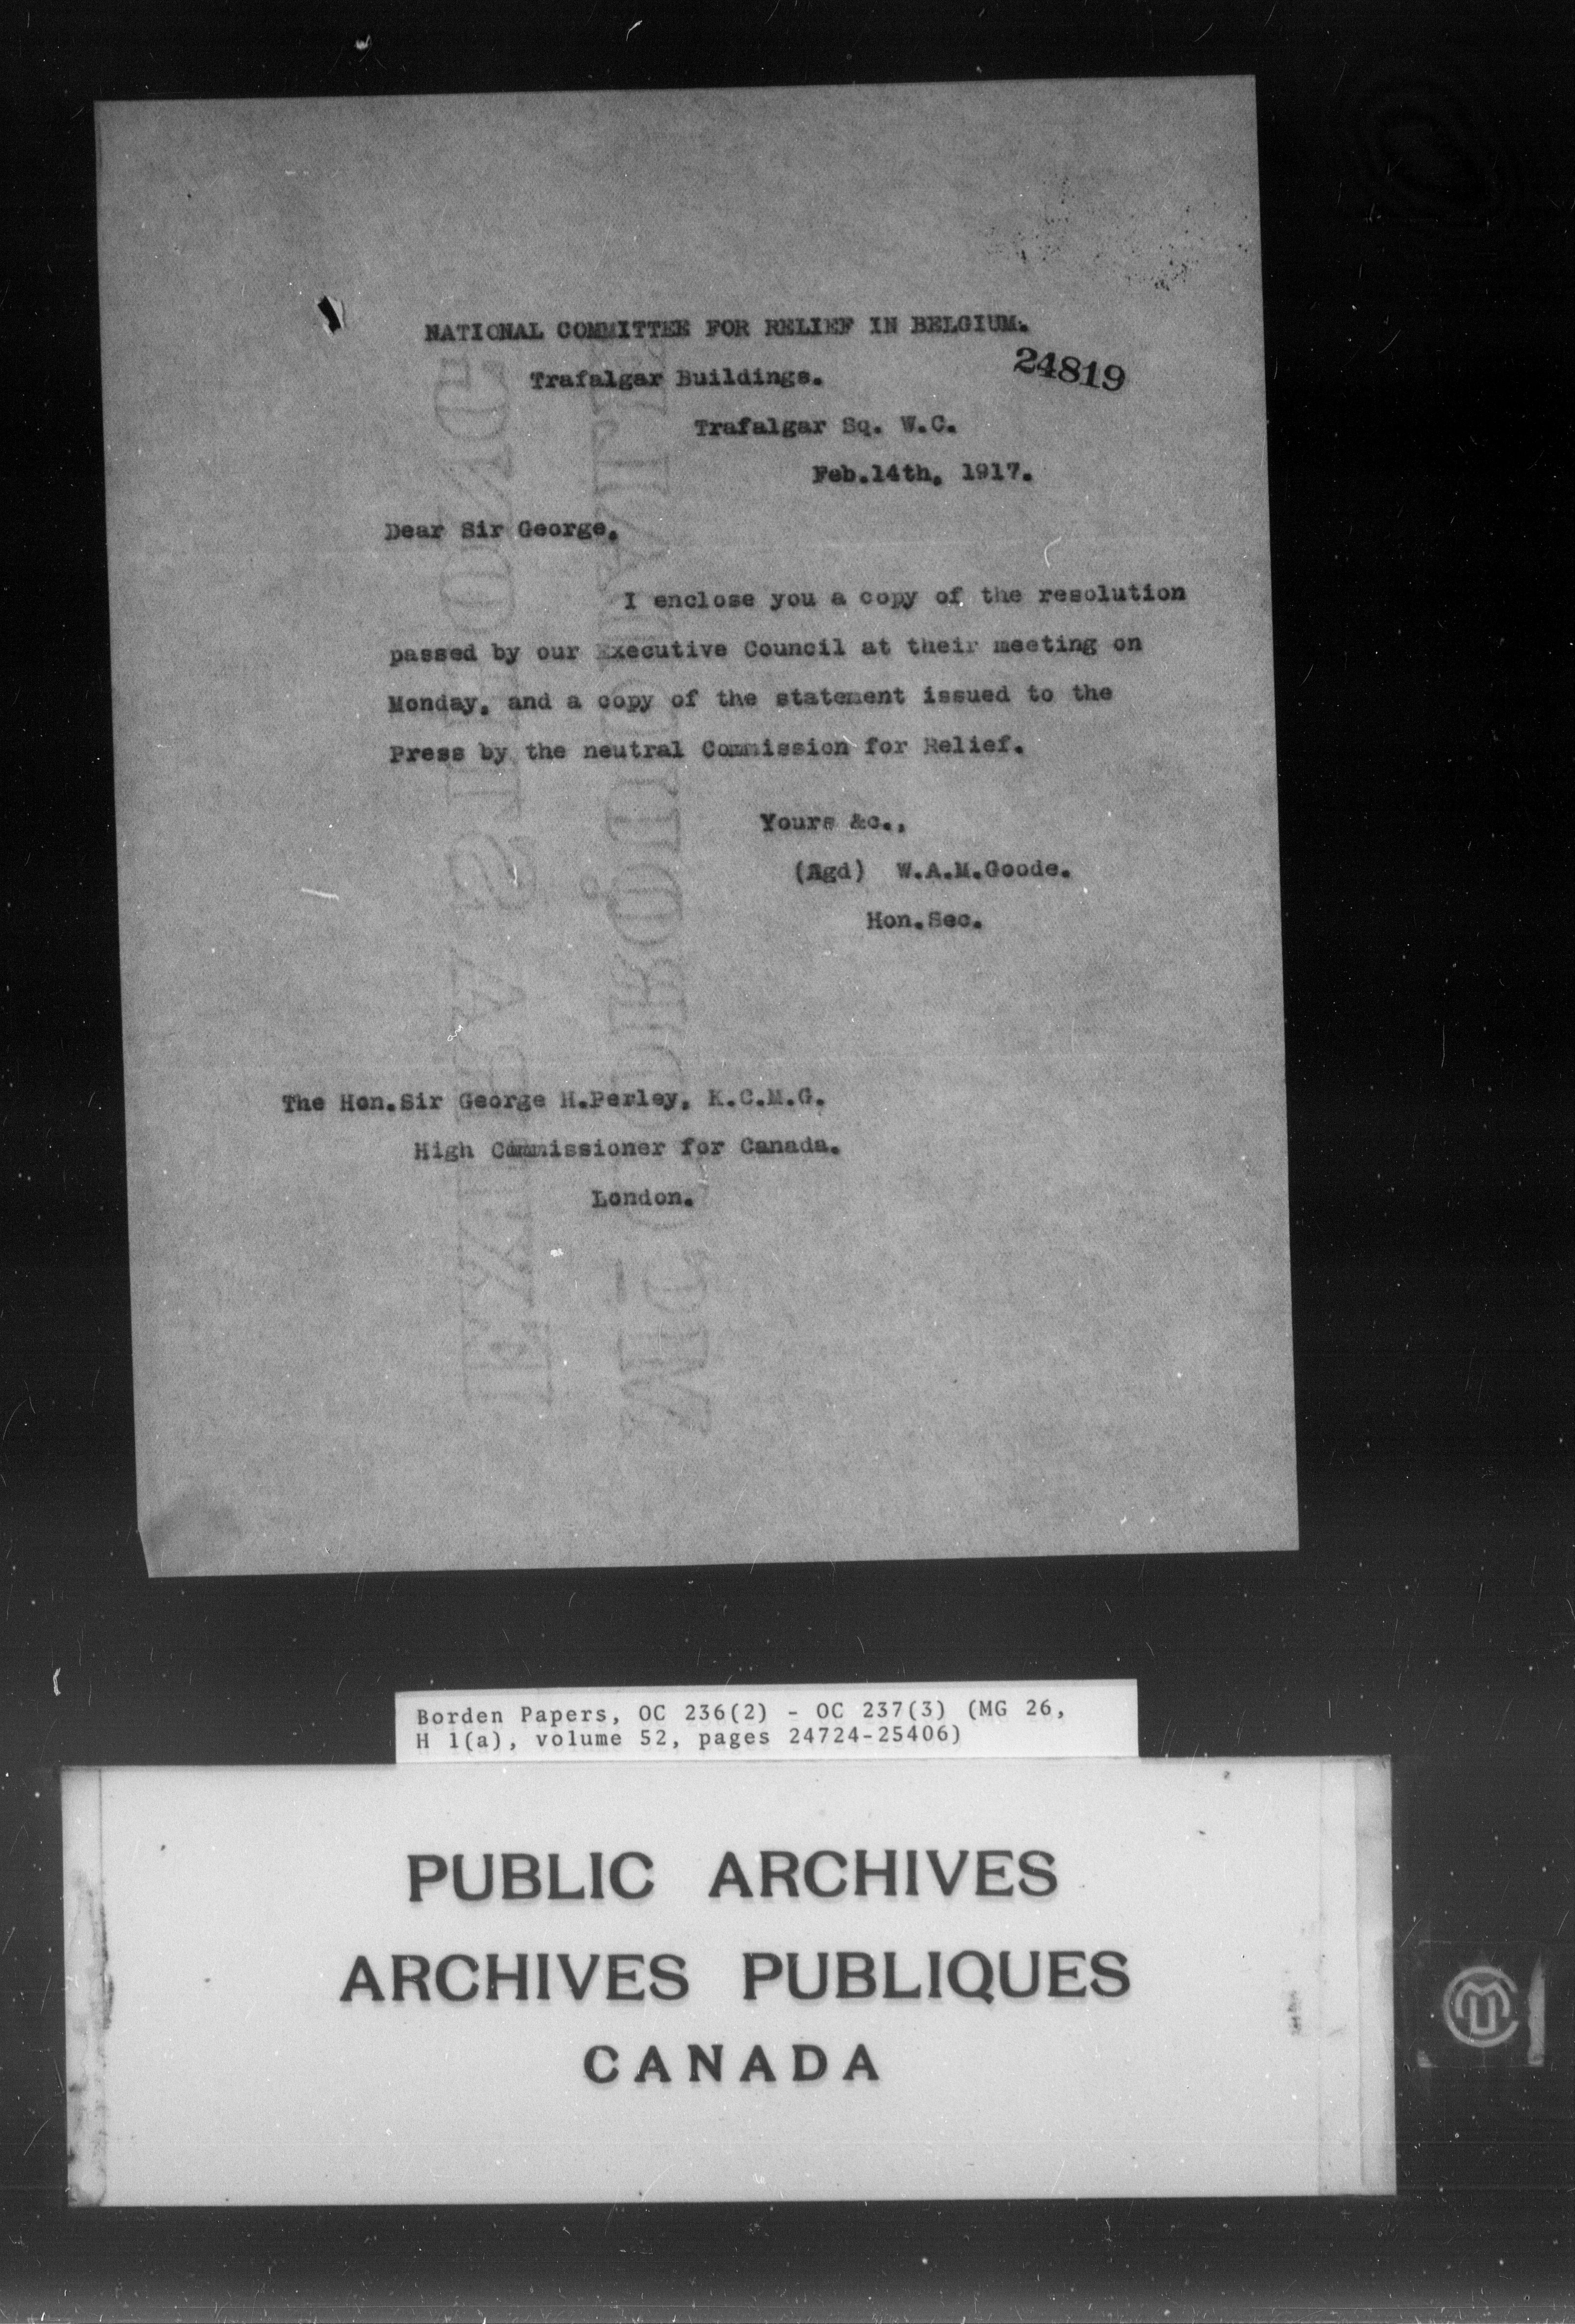 NATIONAL COMMITTEE FOR RELIEF IN BELGIUM.
24819
Trafalgar Buildings.
Trafalgar Sq. W.C.
Feb.14th, 1917.
Dear Sir George,
I enclose you a copy of the resolution
passed by our Executive Council at their meeting on
Monday, and a copy of the statement issued to the
Press by the neutral Commission for Relief.
Yours &c.,
(Sgd) W.A.M.Goode.
Hon.Sec.
The Hon.Sir George H.Perley, K.C.M.G.
High Commissioner for Canada.
London.
Borden Papers, OC 236(2) - OC 237(3) (MG 26,
H 1(a), volume 52, pages 24724-25406)
PUBLIC ARCHIVES
ARCHIVES PUBLIQUES
CANADA